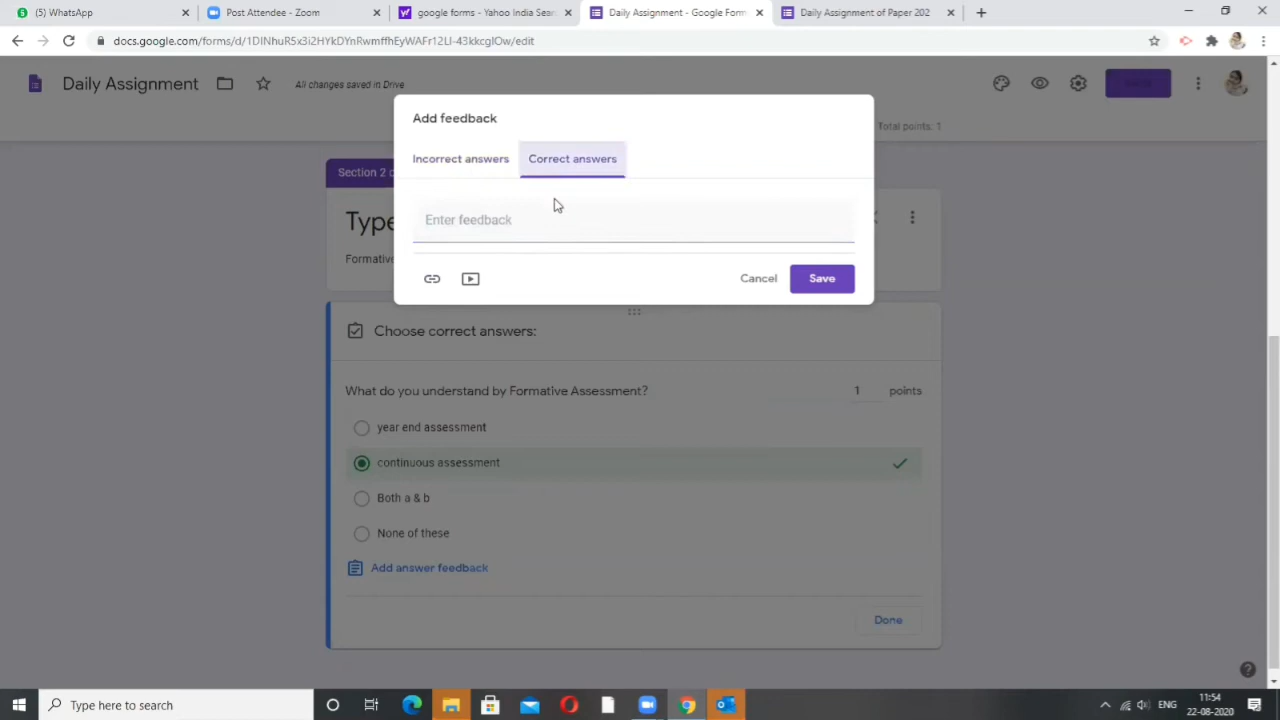 (5) WhatsApp
Post Attendee - Zoom
google forms - Yahoo India Sear
Daily Assignment - Google Form
Daily Assignment of Paper 202
docs.google.com/forms/d/1DINhuR5x3i2HYkDYnRwmffhEyWAFr12LI-43kkcglOw/edit
Daily Assignment
All changes saved in Drive
Total points: 1
Add feedback
Incorrect answers
Correct answers
Section 2 o
Enter feedback
Type
Formative
Cancel
Save
Choose correct answers:
What do you understand by Formative Assessment?
1 points
year end assessment
continuous assessment
Both a & b
None of these
Add answer feedback
Done
Type here to search
ENG
11:54
22-08-2020